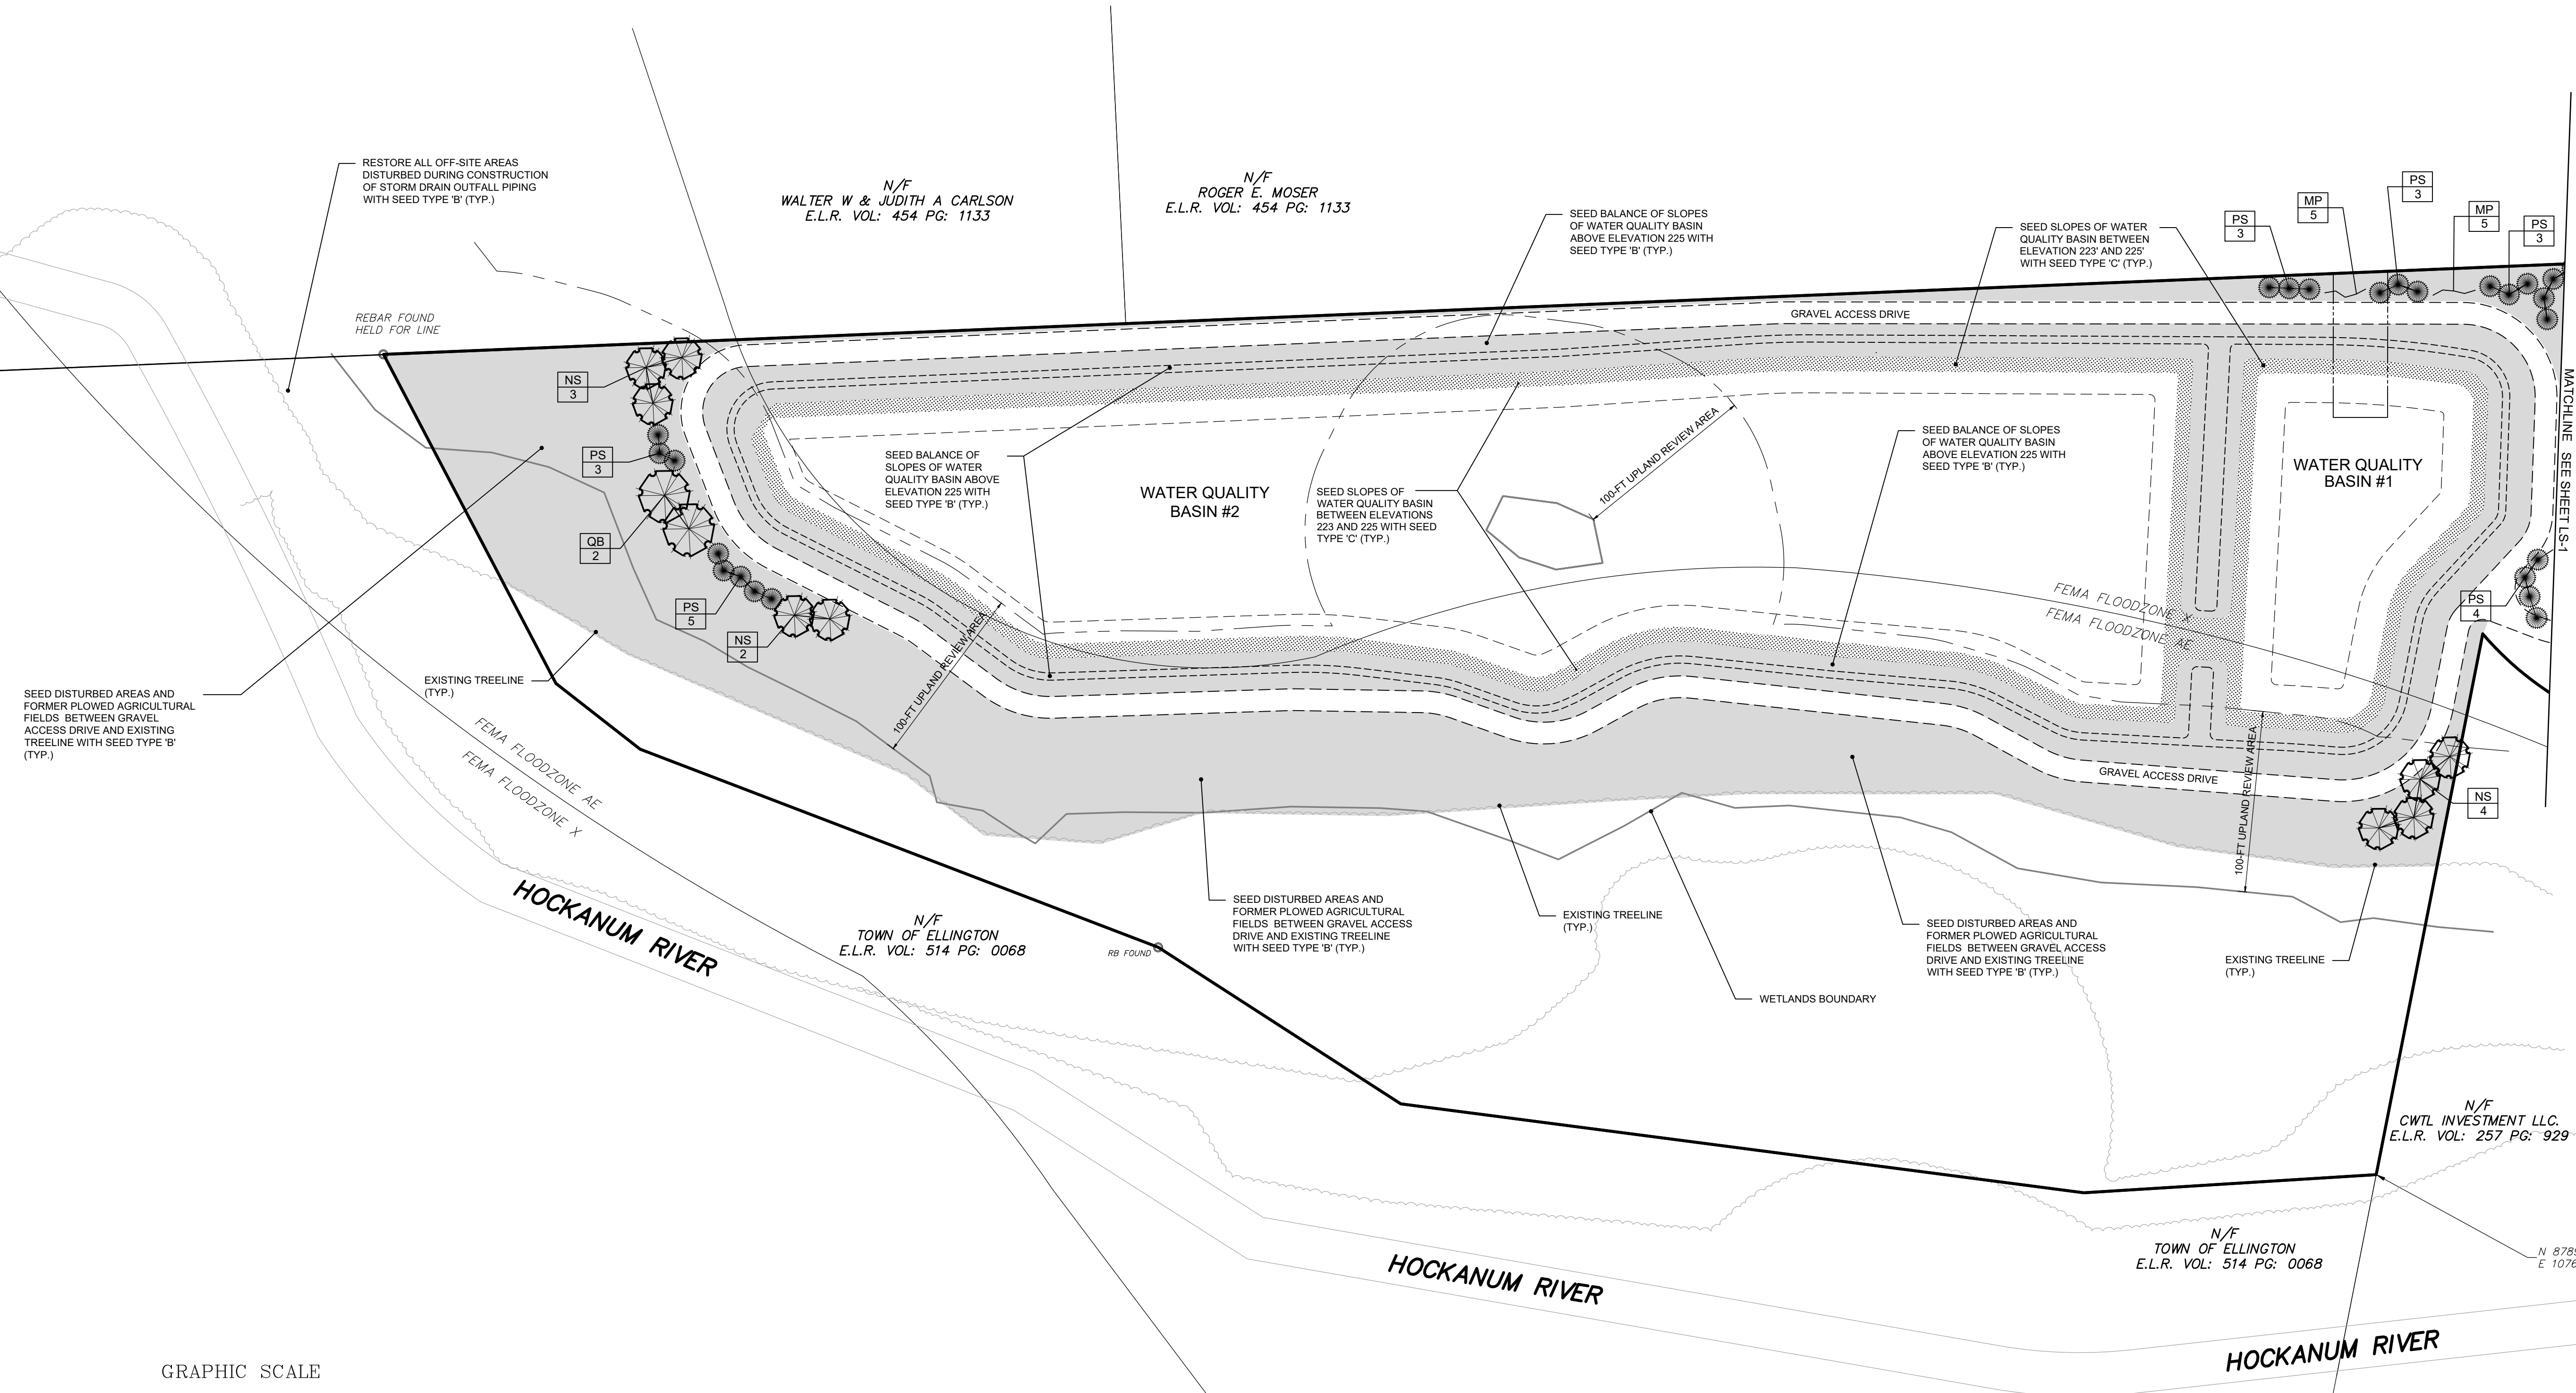 RESTORE ALL OFF-SITE AREAS
DISTURBED DURING CONSTRUCTION
OF STORM DRAIN OUTFALL PIPING
WITH SEED TYPE 'B' (TYP.)
N/F
WALTER W & JUDITH A CARLSON
E.L.R. VOL: 454 PG: 1133
N/F
ROGER E. MOSER
E.L.R. VOL: 454 PG: 1133
SEED BALANCE OF SLOPES
OF WATER QUALITY BASIN
ABOVE ELEVATION 225 WITH
SEED TYPE 'B' (TYP.)
SEED SLOPES OF WATER
QUALITY BASIN BETWEEN
ELEVATION 223' AND 225'
WITH SEED TYPE 'C' (TYP.)
PS
3
MP
5
PS
3
MP
5
PS
3
REBAR FOUND
HELD FOR LINE
GRAVEL ACCESS DRIVE
MATCHLINE SEE SHEET LS-1
NS
3
PS
3
QB
2
PS
5
NS
2
SEED BALANCE OF
SLOPES OF WATER
QUALITY BASIN ABOVE
ELEVATION 225 WITH
SEED TYPE 'B' (TYP.)
WATER QUALITY
BASIN #2
SEED SLOPES OF
WATER QUALITY BASIN
BETWEEN ELEVATIONS
223 AND 225 WITH SEED
TYPE 'C' (TYP.)
100-FT UPLAND REVIEW AREA
SEED BALANCE OF SLOPES
OF WATER QUALITY BASIN
ABOVE ELEVATION 225 WITH
SEED TYPE 'B' (TYP.)
WATER QUALITY
BASIN #1
FEMA FLOODZONE X
FEMA FLOODZONE AE
PS
4
100-FT UPLAND REVIEW AREA
EXISTING TREELINE
(TYP.)
SEED DISTURBED AREAS AND
FORMER PLOWED AGRICULTURAL
FIELDS BETWEEN GRAVEL
ACCESS DRIVE AND EXISTING
TREELINE WITH SEED TYPE 'B'
(TYP.)
FEMA FLOODZONE AE
FEMA FLOODZONE X
GRAVEL ACCESS DRIVE
100-FT UPLAND REVIEW AREA
NS
4
HOCKANUM RIVER
N/F
TOWN OF ELLINGTON
E.L.R. VOL: 514 PG: 0068
RB FOUND
SEED DISTURBED AREAS AND
FORMER PLOWED AGRICULTURAL
FIELDS BETWEEN GRAVEL ACCESS
DRIVE AND EXISTING TREELINE
WITH SEED TYPE 'B' (TYP.)
EXISTING TREELINE
(TYP.)
WETLANDS BOUNDARY
SEED DISTURBED AREAS AND
FORMER PLOWED AGRICULTURAL
FIELDS BETWEEN GRAVEL ACCESS
DRIVE AND EXISTING TREELINE
WITH SEED TYPE 'B' (TYP.)
EXISTING TREELINE
(TYP.)
N/F
CWTL INVESTMENT LLC.
E.L.R. VOL: 257 PG: 929
N/F
TOWN OF ELLINGTON
E.L.R. VOL: 514 PG: 0068
N 878
E 1076
HOCKANUM RIVER
HOCKANUM RIVER
GRAPHIC SCALE